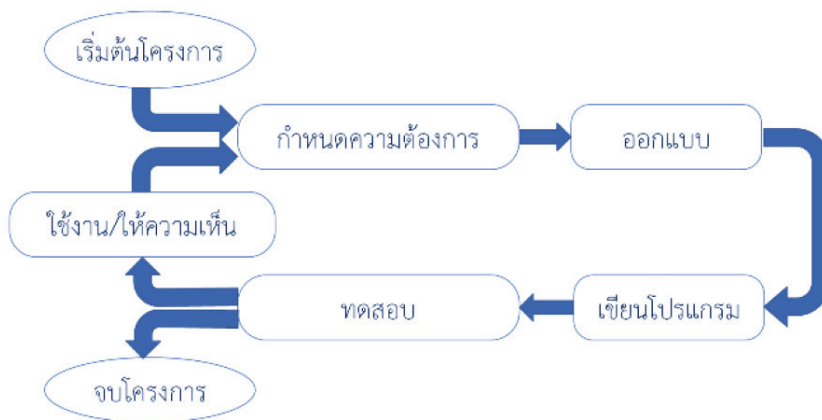 เริ่มต้นโครงการ
กำหนดความต้องการ
ออกแบบ
ใช้งาน/ให้ความเห็น
ทดสอบ
เขียนโปรแกรม
จบโครงการ